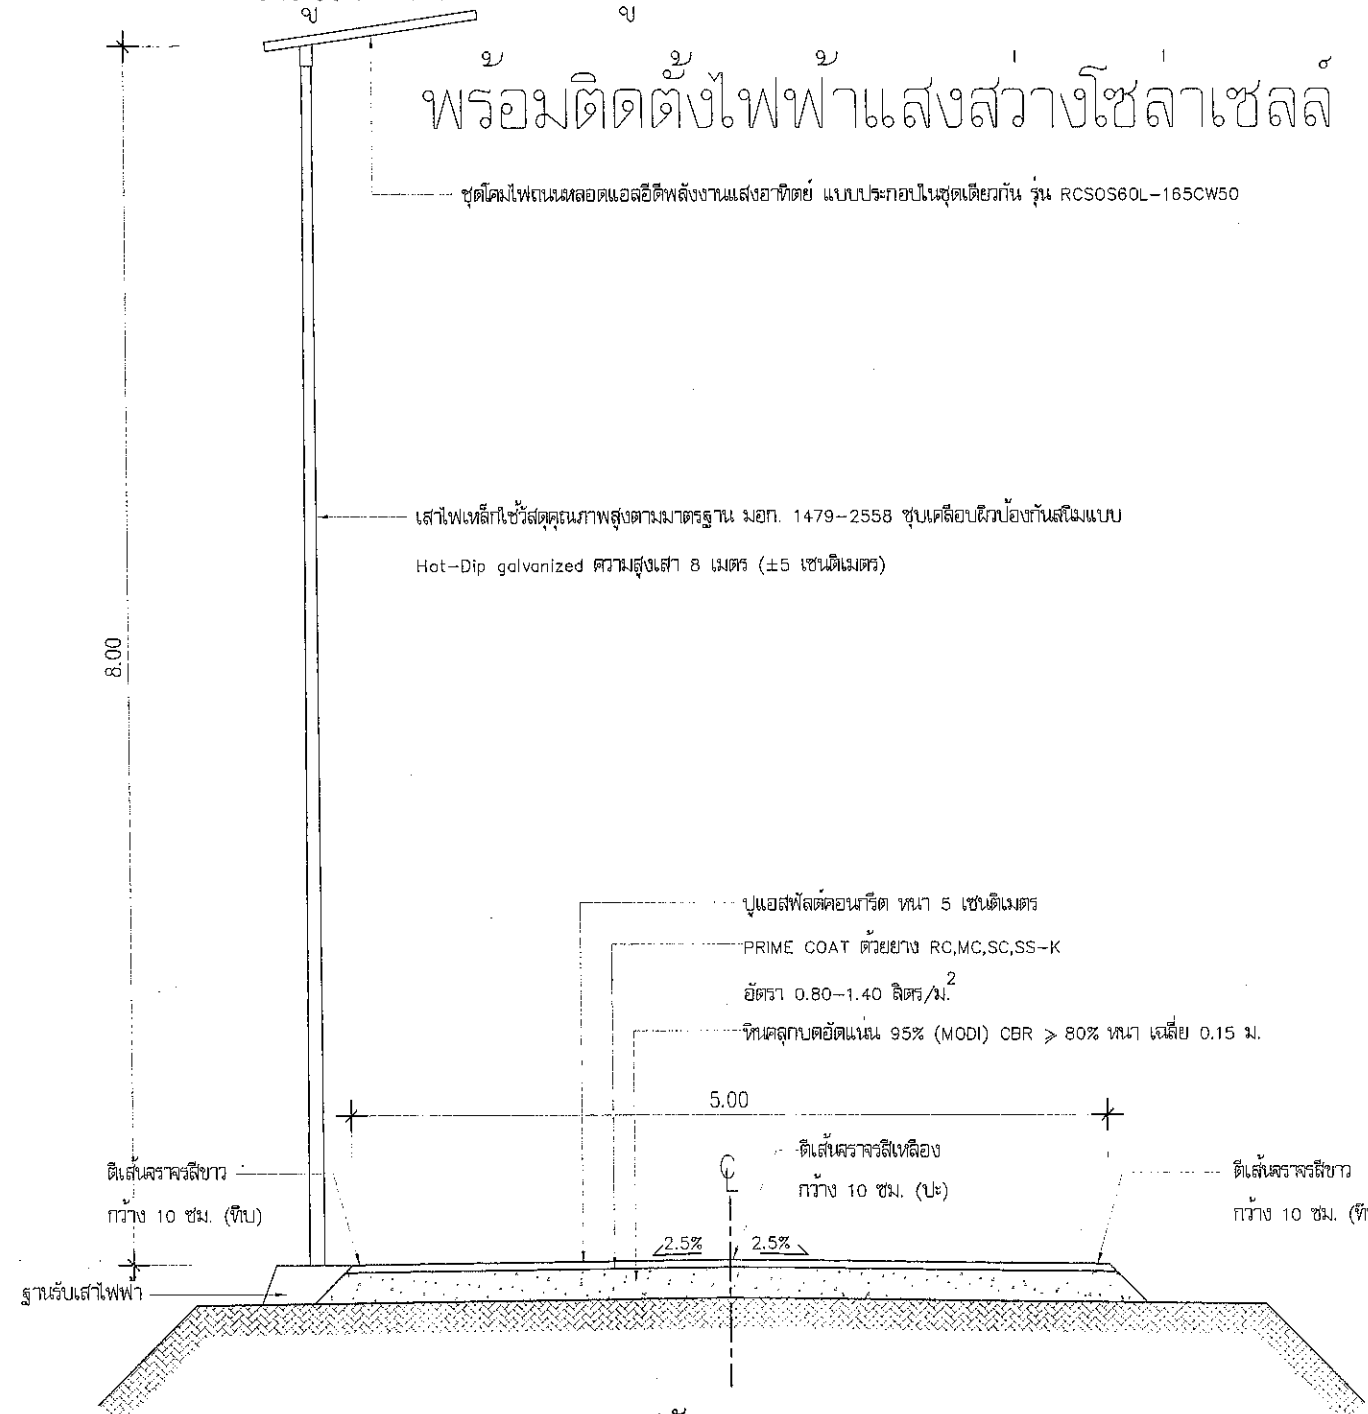 พร้อมติดตั้งไฟฟ้าแสงสว่างโซล่าเซลล์
ชุดโคมไฟถนนหลอดแอลอีดีพลังงานแสงอาทิตย์ แบบประกอบในชุดเดียวกัน รุ่น RCSOS60L-165CW50
เสาไฟเหล็กใช้วัสดุคุณภาพสูงตามมาตรฐาน มอก. 1479-2558 ชุบเคลือบผิวป้องกันสนิมแบบ
Hot-Dip galvanized ความสูงเสา 8 เมตร (±5 เซนติเมตร)
8.00
ปูแอสฟัลต์คอนกรีต หนา 5 เซนติเมตร
PRIME COAT ด้วยยาง RC,MC,SC,SS-K
อัตรา 0.80-1.40 ลิตร/ม.²
หินคลุกบดอัดแน่น 95% (MODI) CBR ⩾ 80% หนา เฉลี่ย 0.15 ม.
5.00
ตีเส้นจราจรสีขาว
กว้าง 10 ซม. (ทึบ)
CL
ตีเส้นจราจรสีเหลือง
กว้าง 10 ซม. (ปะ)
ตีเส้นจราจรสีขาว
กว้าง 10 ซม.
2.5% 2.5%
ฐานรับเสาไฟฟ้า